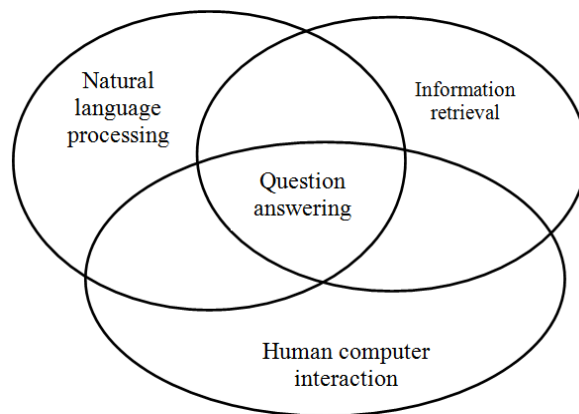 Natural
language
processing
Information
retrieval
Question
answering
Human computer
interaction